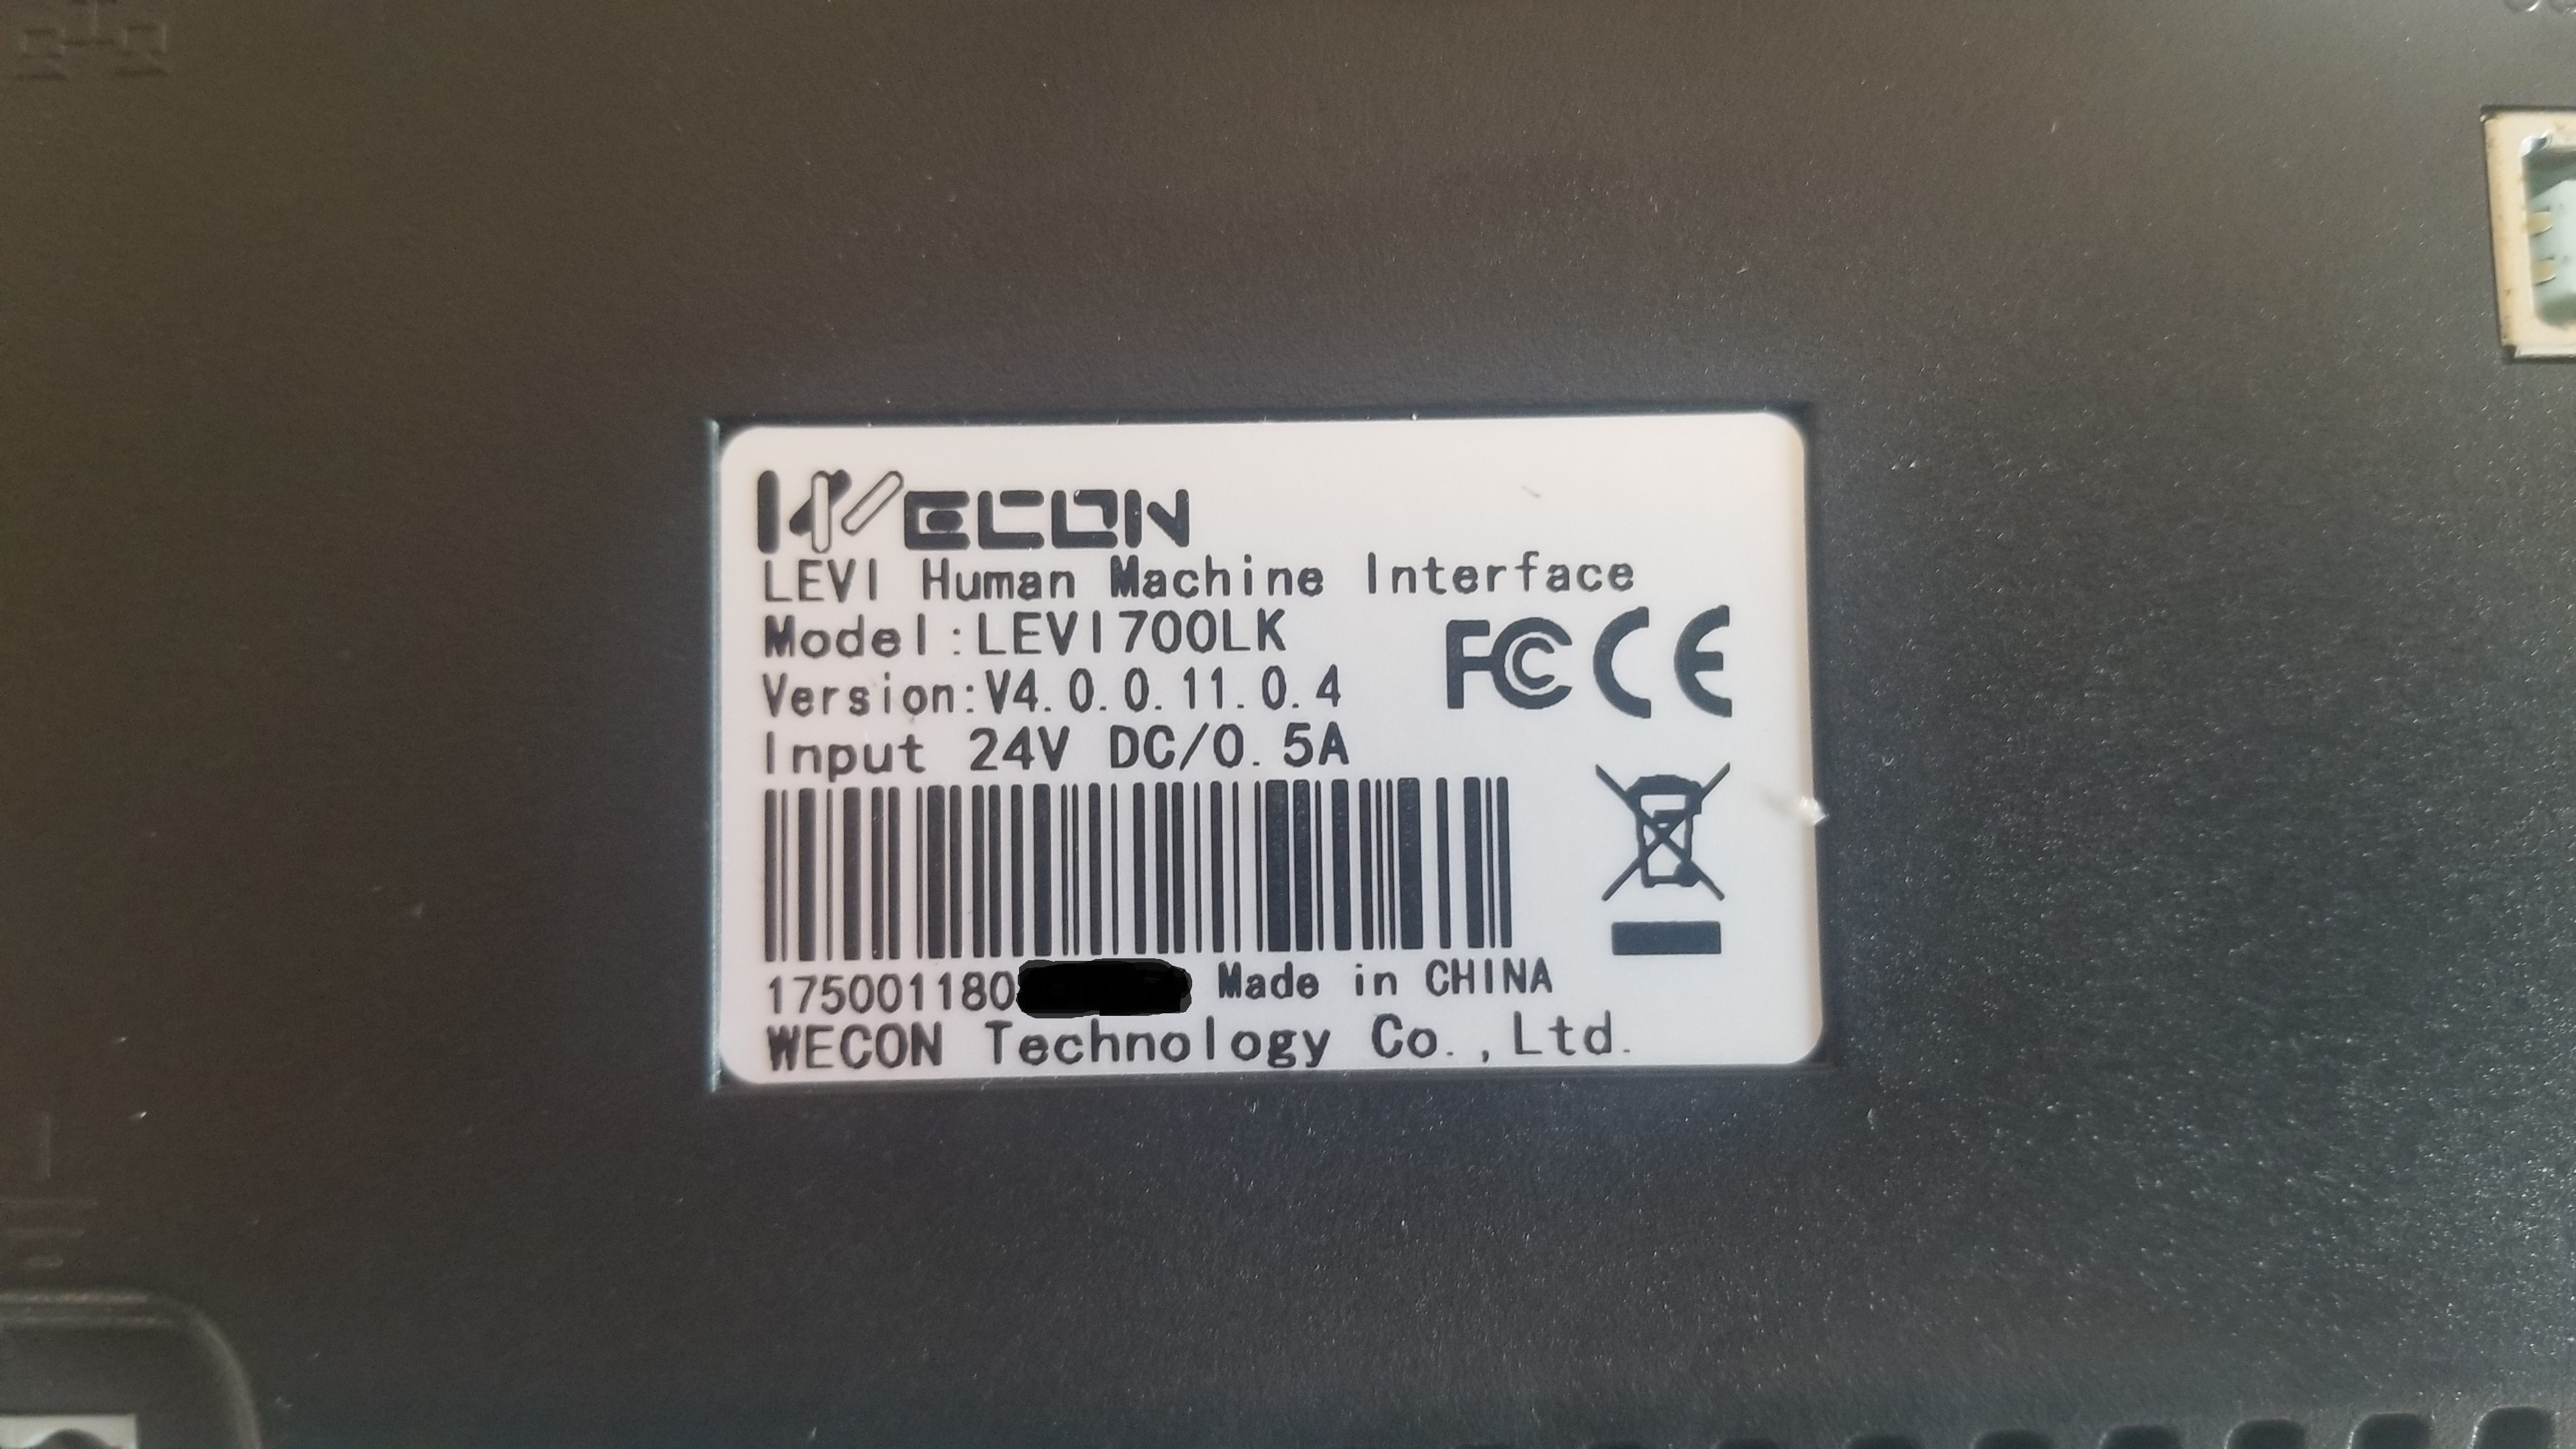 WECON
LEVI Human Machine Interface
Model:LEVI700LK
FC CE
Version:V4.0.0.11.0.4
Input 24V DC/0.5A
175001180 Made in CHINA
WECON Technology Co.,Ltd.